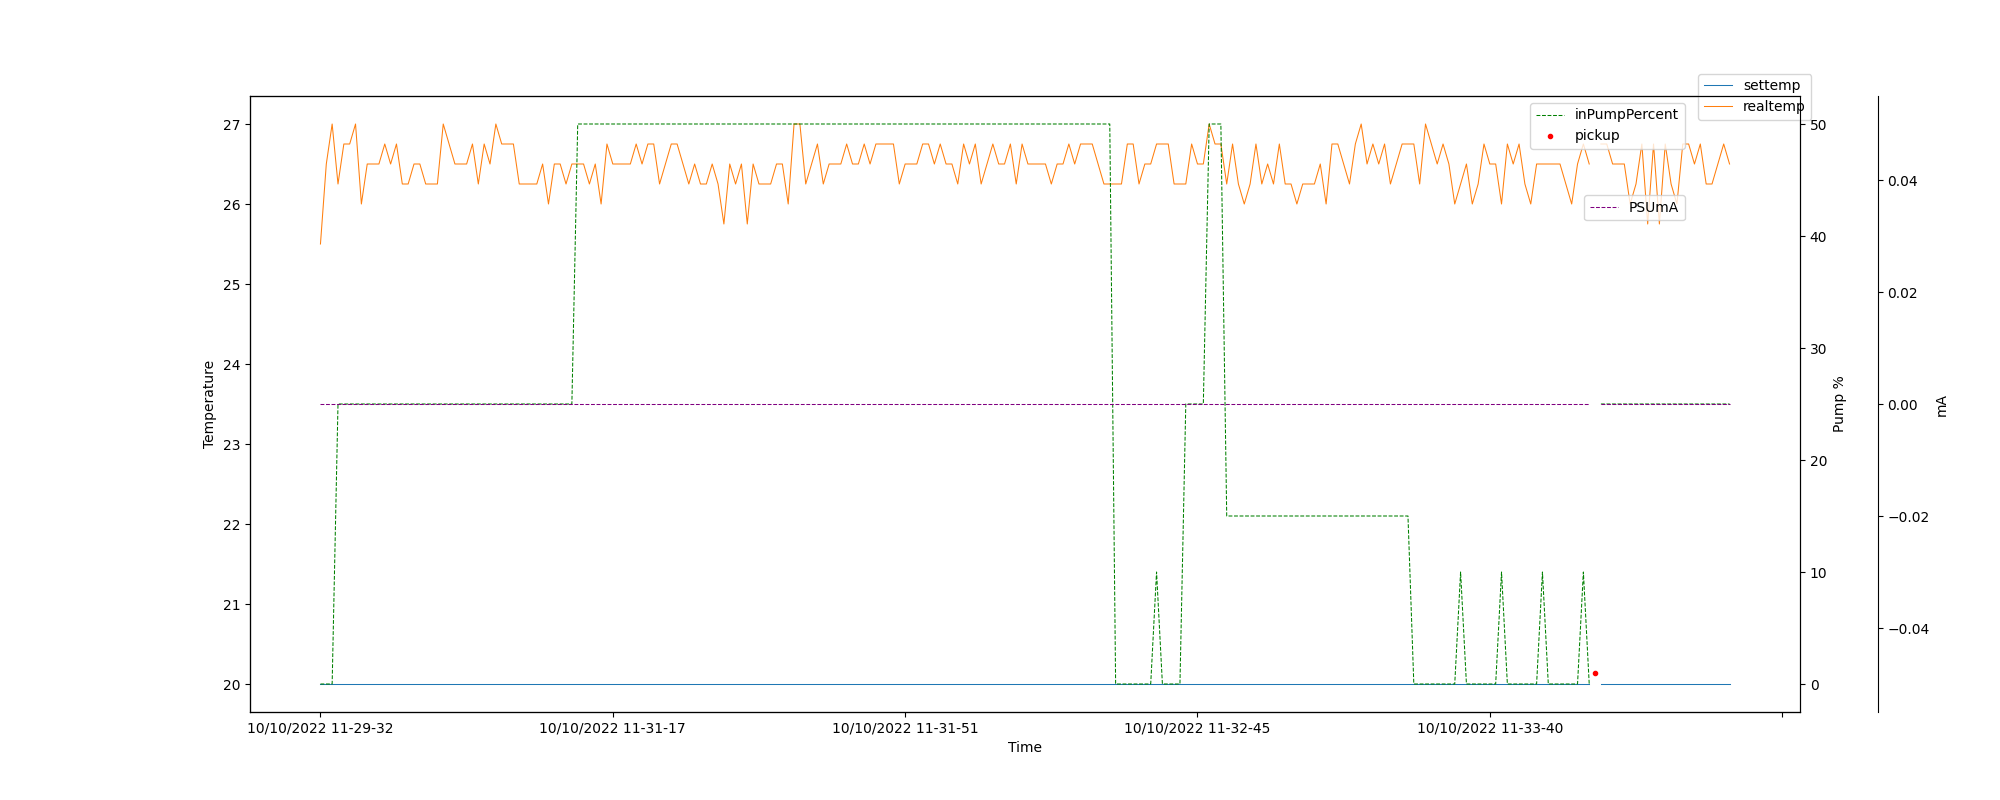 settemp
realtemp
inPumpPercent
pickup
PSUmA
27
26
25
24
23
22
21
20
Temperature
50
40
30
20
10
0
Pump %
0.04
0.02
0.00
−0.02
−0.04
mA
10/10/2022 11-29-32
10/10/2022 11-31-17
10/10/2022 11-31-51
10/10/2022 11-32-45
10/10/2022 11-33-40
Time